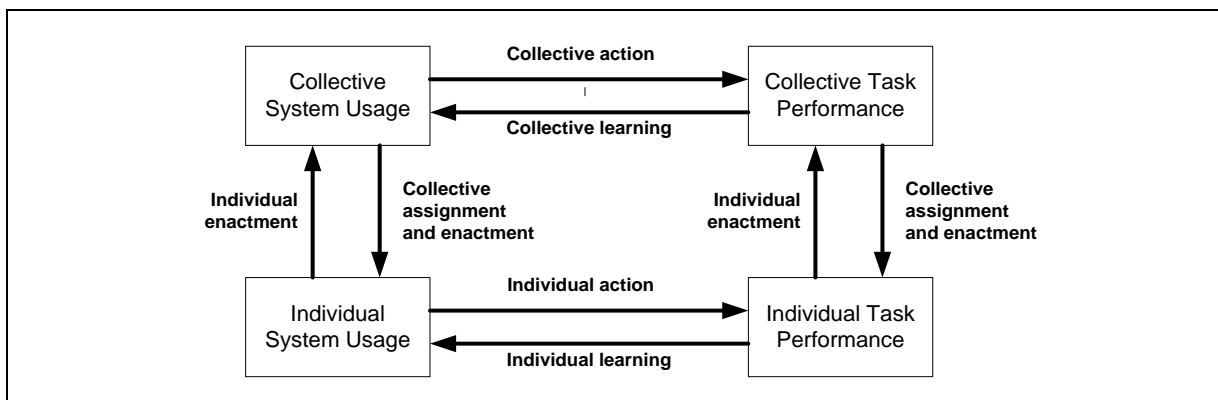 Collective action
Collective
System Usage
Collective Task
Performance
Collective learning
Individual
enactment
Collective
assignment
and enactment
Individual
enactment
Collective
assignment
and enactment
Individual action
Individual
System Usage
Individual Task
Performance
Individual learning